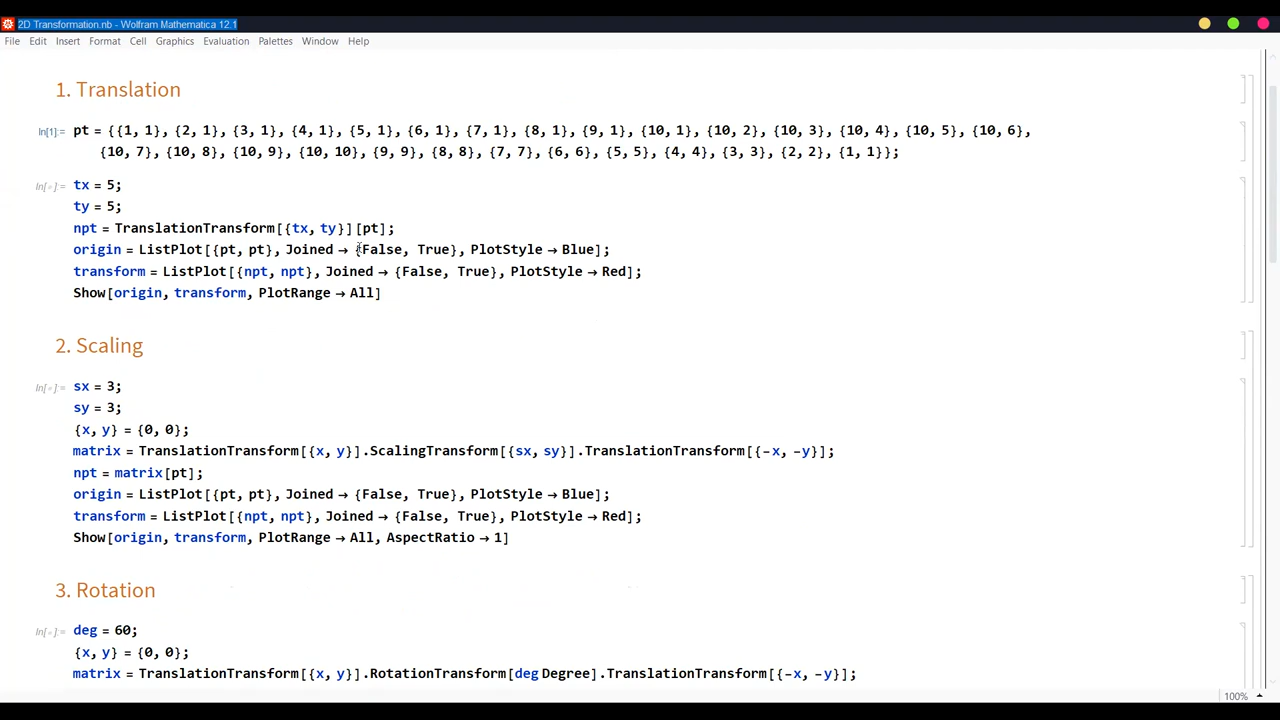 2D Transformation.nb - Wolfram Mathematica 12.1
File Edit Insert Format Cell Graphics Evaluation Palettes Window Help
1. Translation
In[1]:= pt = {{1, 1}, {2, 1}, {3, 1}, {4, 1}, {5, 1}, {6, 1}, {7, 1}, {8, 1}, {9, 1}, {10, 1}, {10, 2}, {10, 3}, {10, 4}, {10, 5}, {10, 6},
{10, 7}, {10, 8}, {10, 9}, {10, 10}, {9, 9}, {8, 8}, {7, 7}, {6, 6}, {5, 5}, {4, 4}, {3, 3}, {2, 2}, {1, 1}};
In[ ]:= tx = 5;
ty = 5;
npt = TranslationTransform[{tx, ty}][pt];
origin = ListPlot[{pt, pt}, Joined → {False, True}, PlotStyle → Blue];
transform = ListPlot[{npt, npt}, Joined → {False, True}, PlotStyle → Red];
Show[origin, transform, PlotRange → All]
2. Scaling
In[ ]:= sx = 3;
sy = 3;
{x, y} = {0, 0};
matrix = TranslationTransform[{x, y}].ScalingTransform[{sx, sy}].TranslationTransform[{-x, -y}];
npt = matrix[pt];
origin = ListPlot[{pt, pt}, Joined → {False, True}, PlotStyle → Blue];
transform = ListPlot[{npt, npt}, Joined → {False, True}, PlotStyle → Red];
Show[origin, transform, PlotRange → All, AspectRatio → 1]
3. Rotation
In[ ]:= deg = 60;
{x, y} = {0, 0};
matrix = TranslationTransform[{x, y}].RotationTransform[deg Degree].TranslationTransform[{-x, -y}];
100%